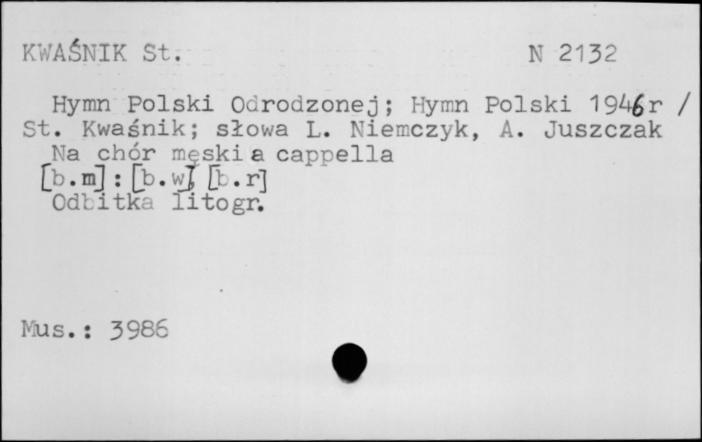 KWAŚNIK St.
N 2132
Hymn Polski Odrodzonej; Hymn Polski 1946r /
St. Kwaśnik; słowa L. Niemczyk, A. Juszczak
Na chór męski a cappella
[b.m]: [b.w], [b.r]
Odbitka litogr.
Mus.: 3986